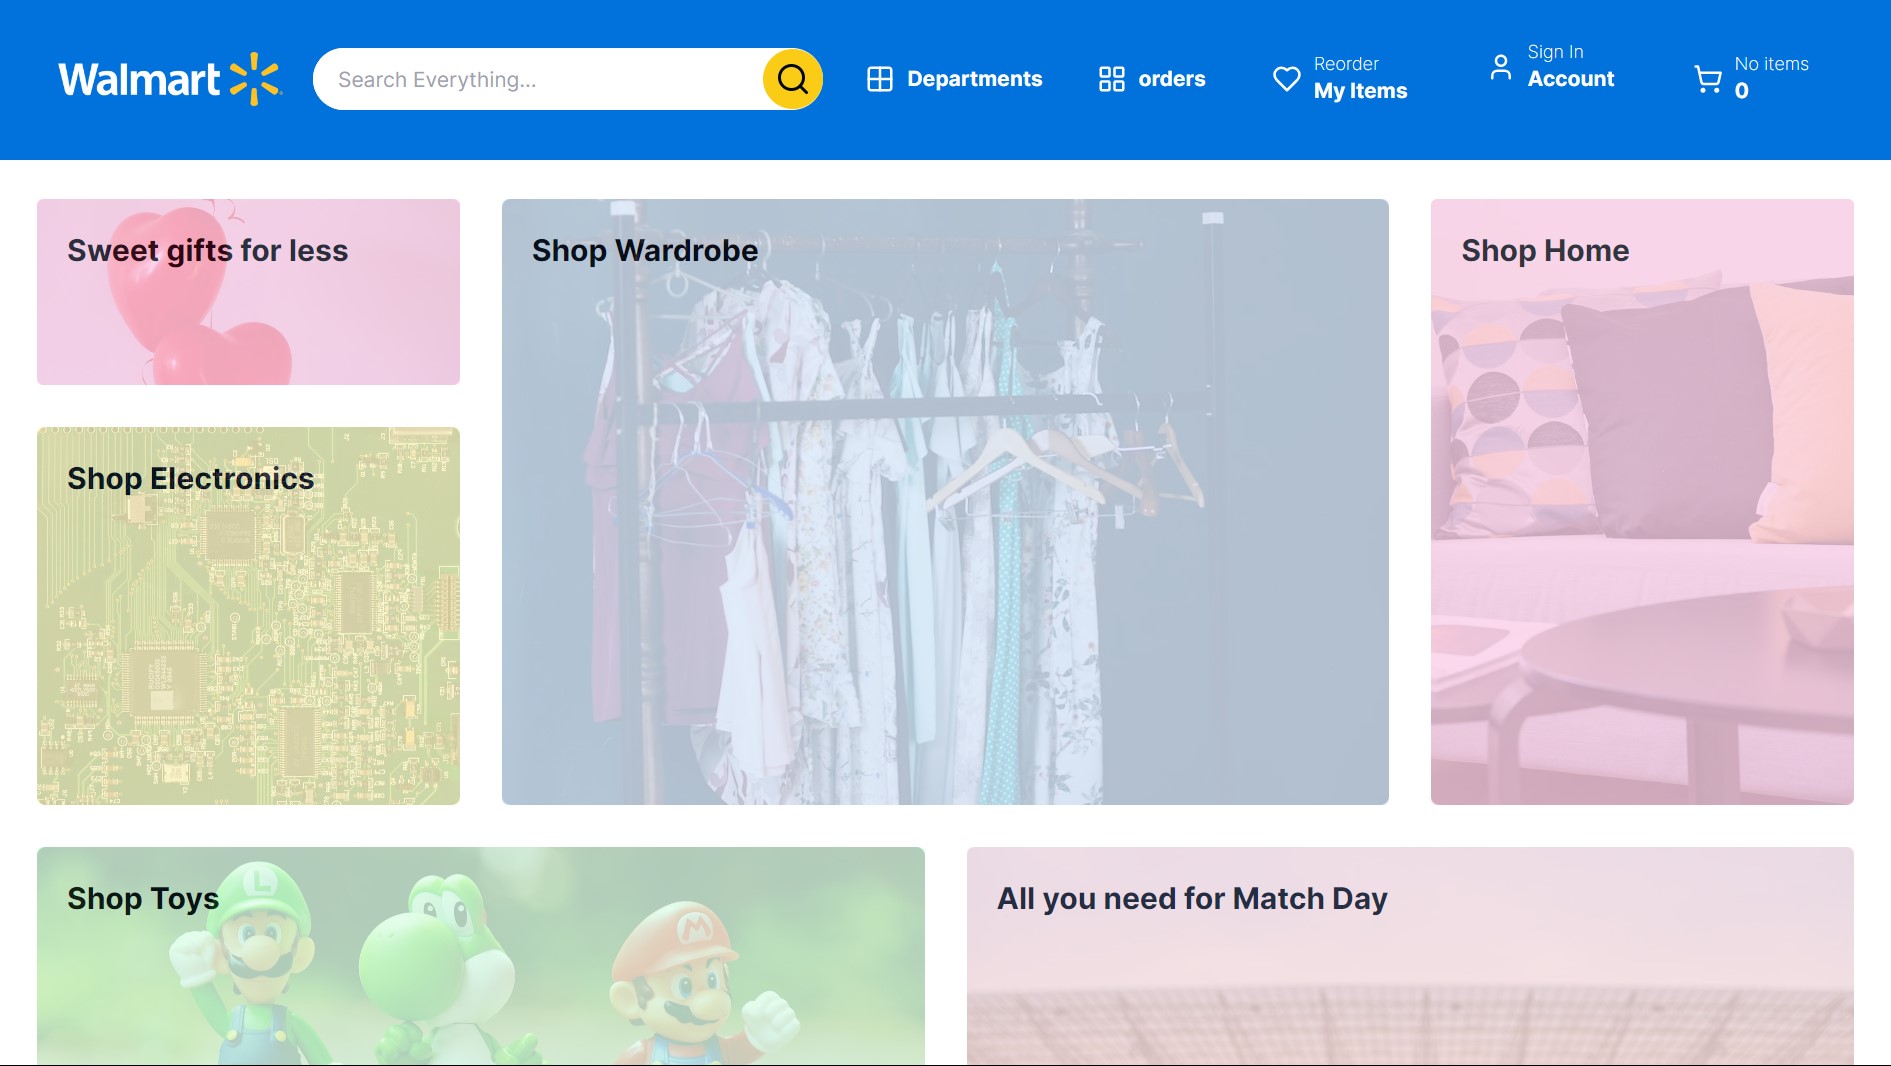 Walmart
Search Everything...
Departments
orders
Reorder
My Items
Sign In
Account
No items
0
Sweet gifts for less
Shop Wardrobe
Shop Home
Shop Electronics
Shop Toys
L
M
All you need for Match Day